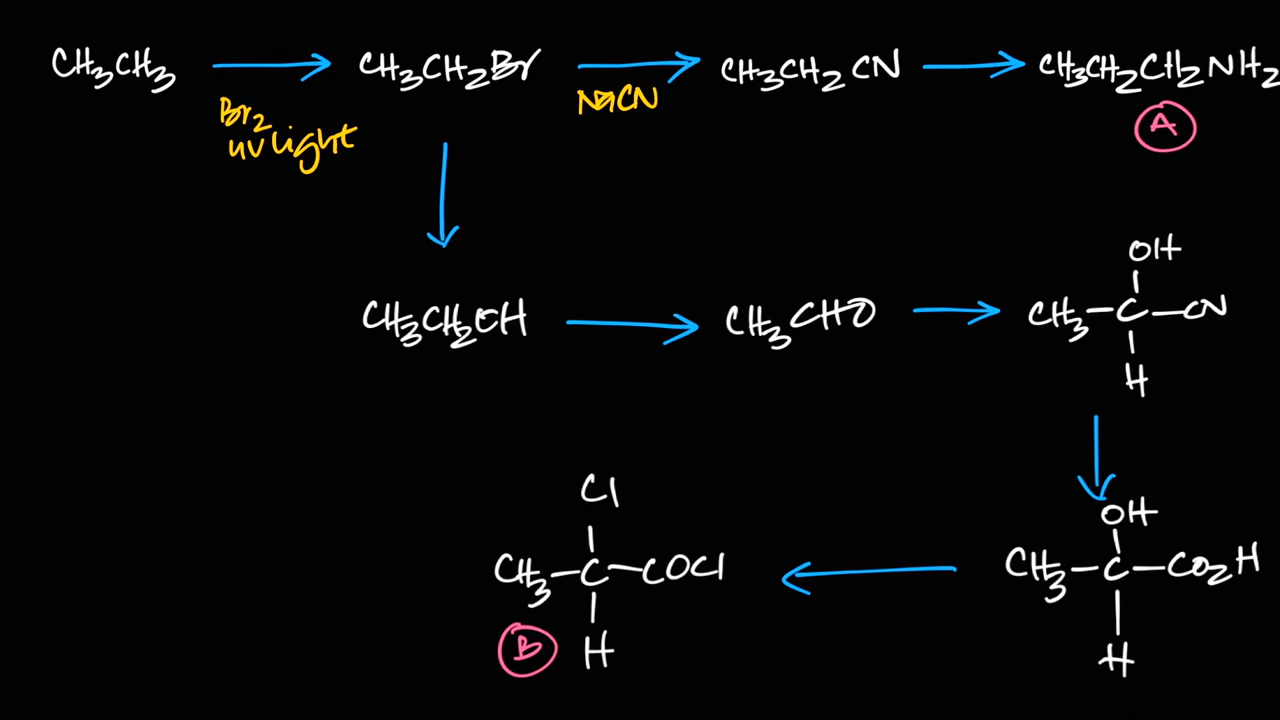 CH3CH3 → CH3CH2Br → CH3CH2CN → CH3CH2CH2NH2
Br2
uv light
NaCN
A
↓
OH
CH3CH2OH → CH3CHO → CH3–C–CN
H
↓
Cl
OH
CH3–C–COCl ← CH3–C–CO2H
B
H
H